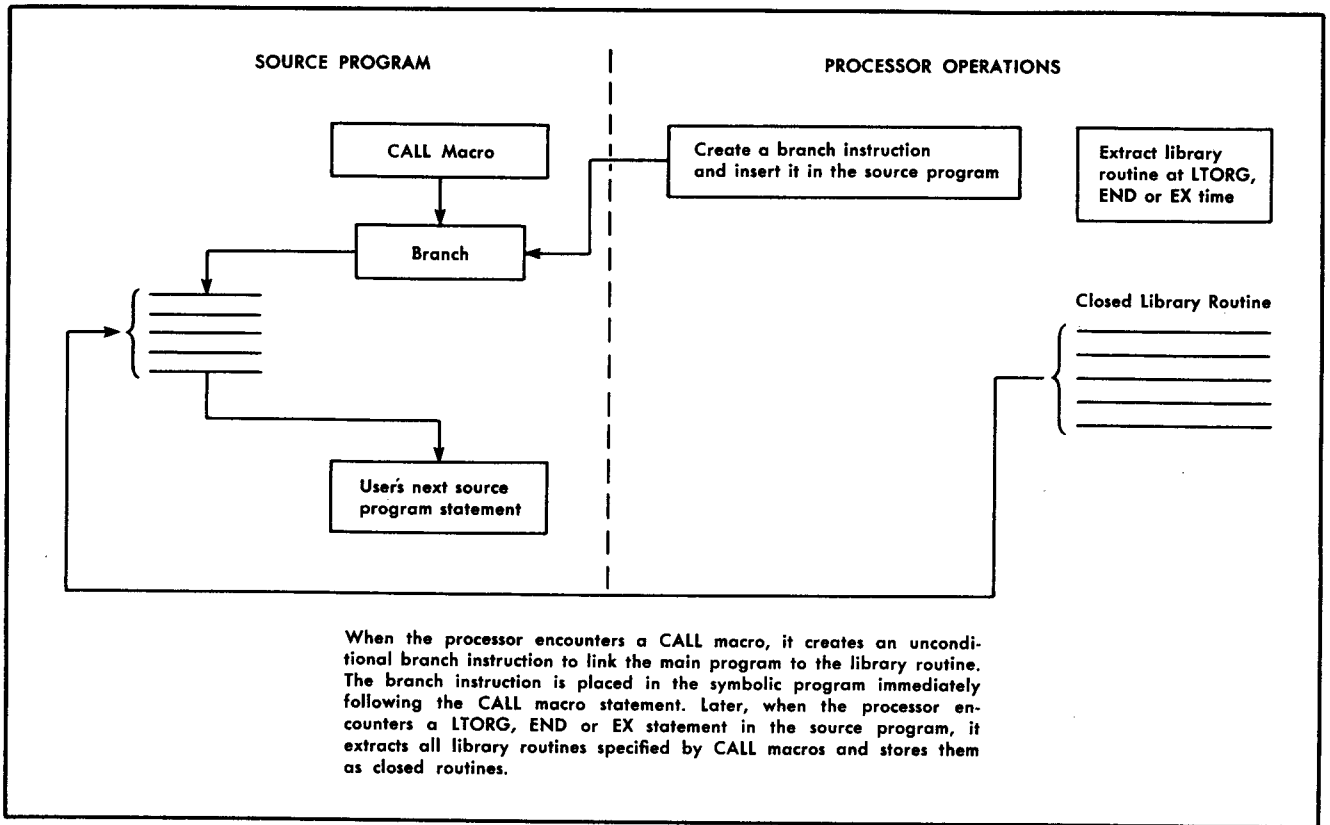 SOURCE PROGRAM
PROCESSOR OPERATIONS
CALL Macro
Branch
User's next source
program statement
Create a branch instruction
and insert it in the source program
Extract library
routine at LTORG,
END or EX time
Closed Library Routine
When the processor encounters a CALL macro, it creates an uncondi-
tional branch instruction to link the main program to the library routine.
The branch instruction is placed in the symbolic program immediately
following the CALL macro statement. Later, when the processor en-
counters a LTORG, END or EX statement in the source program, it
extracts all library routines specified by CALL macros and stores them
as closed routines.